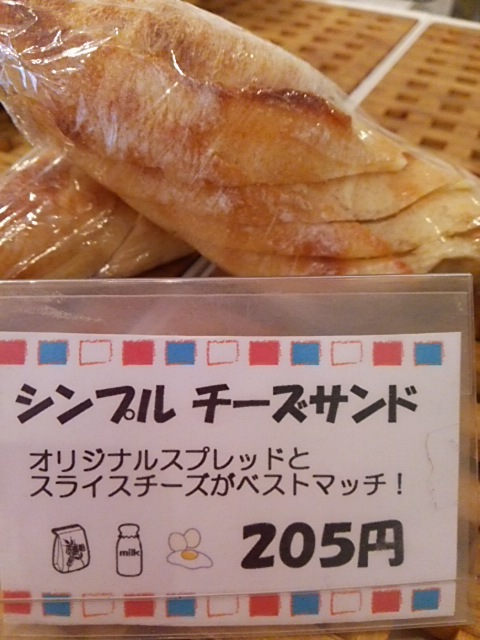 シンプル チーズサンド
オリジナルスプレッドと
スライスチーズがベストマッチ！
milk
205円